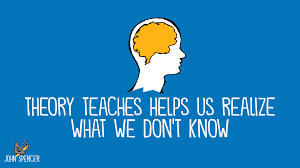 THEORY TEACHES HELPS US REALIZE
WHAT WE DON'T KNOW
JOHN SPENCER